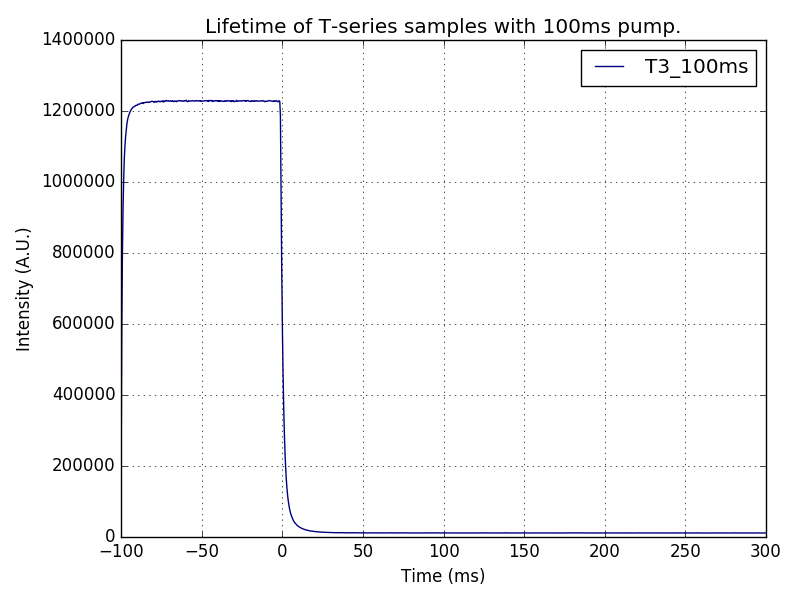 Lifetime of T-series samples with 100ms pump.
T3_100ms
1400000
1200000
1000000
800000
600000
400000
200000
0
Intensity (A.U.)
−100 −50 0 50 100 150 200 250 300
Time (ms)